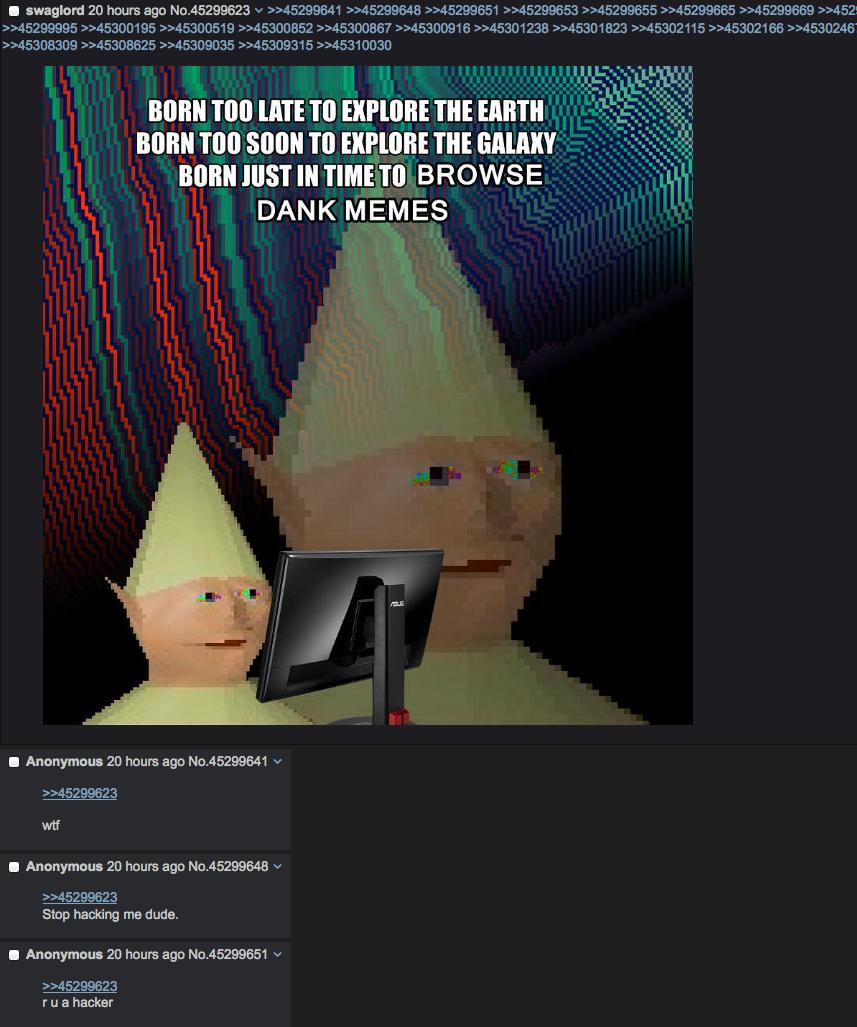 swaglord 20 hours ago No.45299623 >>45299641 >>45299648 >>45299651 >>45299653 >>45299655 >>45299665 >>45299669 >>4529
>>45299995 >>45300195 >>45300519 >>45300852 >>45300867 >>45300916 >>45301238 >>45301823 >>45302115 >>45302166 >>45302467
>>45308309 >>45308625 >>45309035 >>45309315 >>45310030
BORN TOO LATE TO EXPLORE THE EARTH
BORN TOO SOON TO EXPLORE THE GALAXY
BORN JUST IN TIME TO BROWSE
DANK MEMES
ASUS
Anonymous 20 hours ago No.45299641
>>45299623
wtf
Anonymous 20 hours ago No.45299648
>>45299623
Stop hacking me dude.
Anonymous 20 hours ago No.45299651
>>45299623
r u a hacker